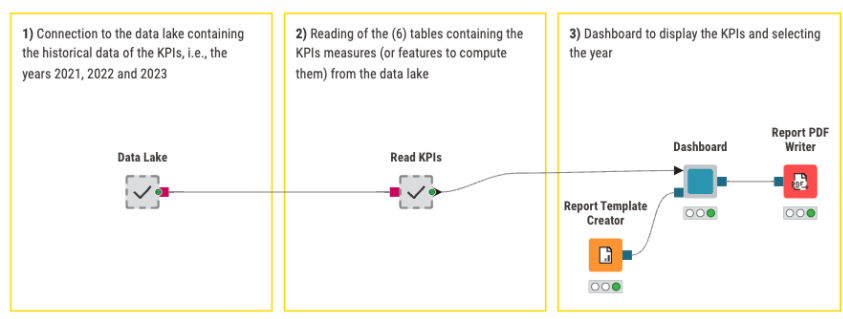 1) Connection to the data lake containing
the historical data of the KPIs, i.e., the
years 2021, 2022 and 2023
2) Reading of the (6) tables containing the
KPIs measures (or features to compute
them) from the data lake
3) Dashboard to display the KPIs and selecting
the year
Data Lake
Read KPIs
Dashboard
Report PDF
Writer
Report Template
Creator
PDF